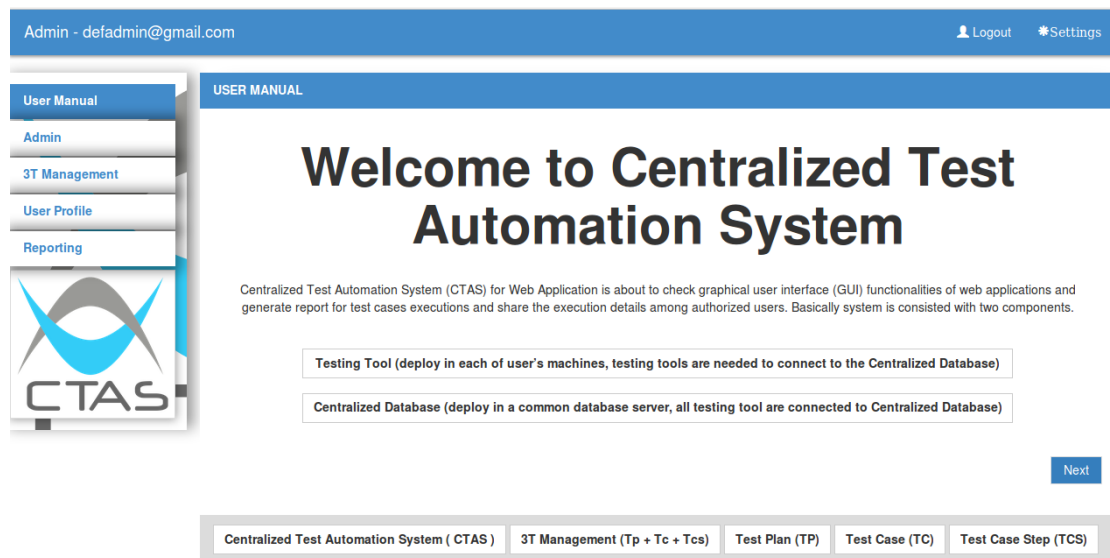 Admin - defadmin@gmail.com
Logout
Settings
User Manual
Admin
3T Management
User Profile
Reporting
CTAS
USER MANUAL
Welcome to Centralized Test
Automation System
Centralized Test Automation System (CTAS) for Web Application is about to check graphical user interface (GUI) functionalities of web applications and
generate report for test cases executions and share the execution details among authorized users. Basically system is consisted with two components.
Testing Tool (deploy in each of user's machines, testing tools are needed to connect to the Centralized Database)
Centralized Database (deploy in a common database server, all testing tool are connected to Centralized Database)
Next
Centralized Test Automation System ( CTAS )
3T Management (Tp + Tc + Tcs)
Test Plan (TP)
Test Case (TC)
Test Case Step (TCS)